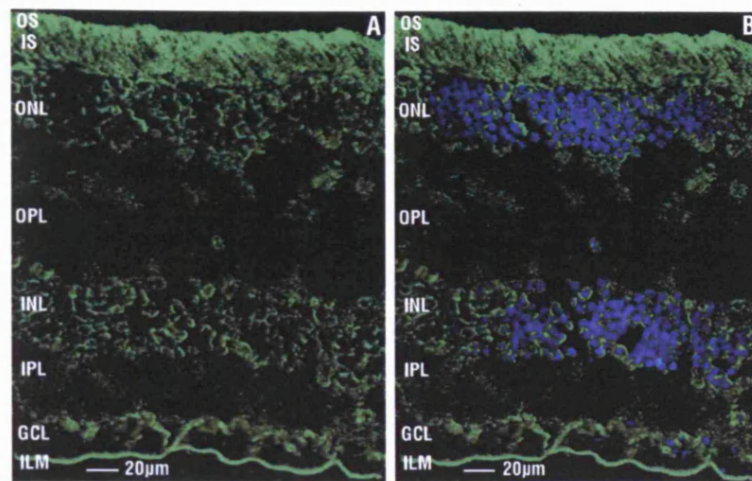 OS
IS
ONL
OPL
INL
IPL
GCL
ILM
20µm
A
OS
IS
ONL
OPL
INL
IPL
GCL
ILM
20µm
B